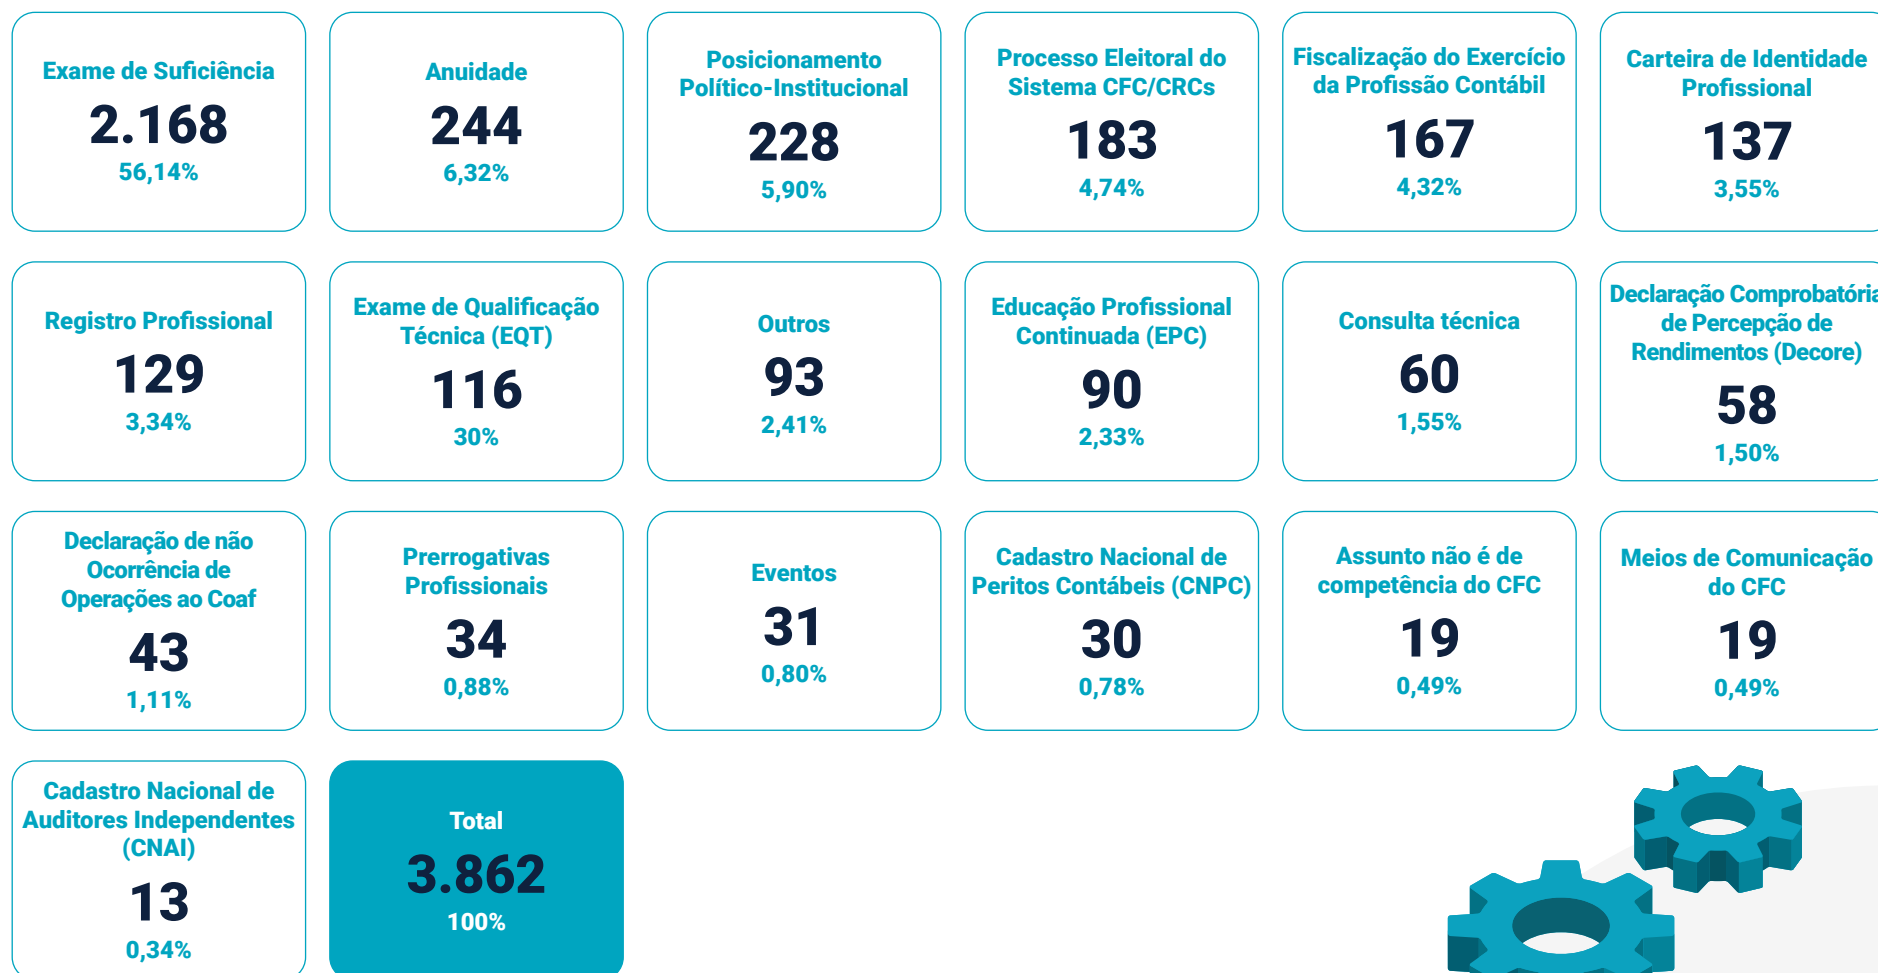 Exame de Suficiência
2.168
56,14%
Anuidade
244
6,32%
Posicionamento
Político-Institucional
228
5,90%
Processo Eleitoral do
Sistema CFC/CRCs
183
4,74%
Fiscalização do Exercício
da Profissão Contábil
167
4,32%
Carteira de Identidade
Profissional
137
3,55%
Registro Profissional
129
3,34%
Exame de Qualificação
Técnica (EQT)
116
30%
Outros
93
2,41%
Educação Profissional
Continuada (EPC)
90
2,33%
Consulta técnica
60
1,55%
Declaração Comprobatória
de Percepção de
Rendimentos (Decore)
58
1,50%
Declaração de não
Ocorrência de
Operações ao Coaf
43
1,11%
Prerrogativas
Profissionais
34
0,88%
Eventos
31
0,80%
Cadastro Nacional de
Peritos Contábeis (CNPC)
30
0,78%
Assunto não é de
competência do CFC
19
0,49%
Meios de Comunicação
do CFC
19
0,49%
Cadastro Nacional de
Auditores Independentes
(CNAI)
13
0,34%
Total
3.862
100%